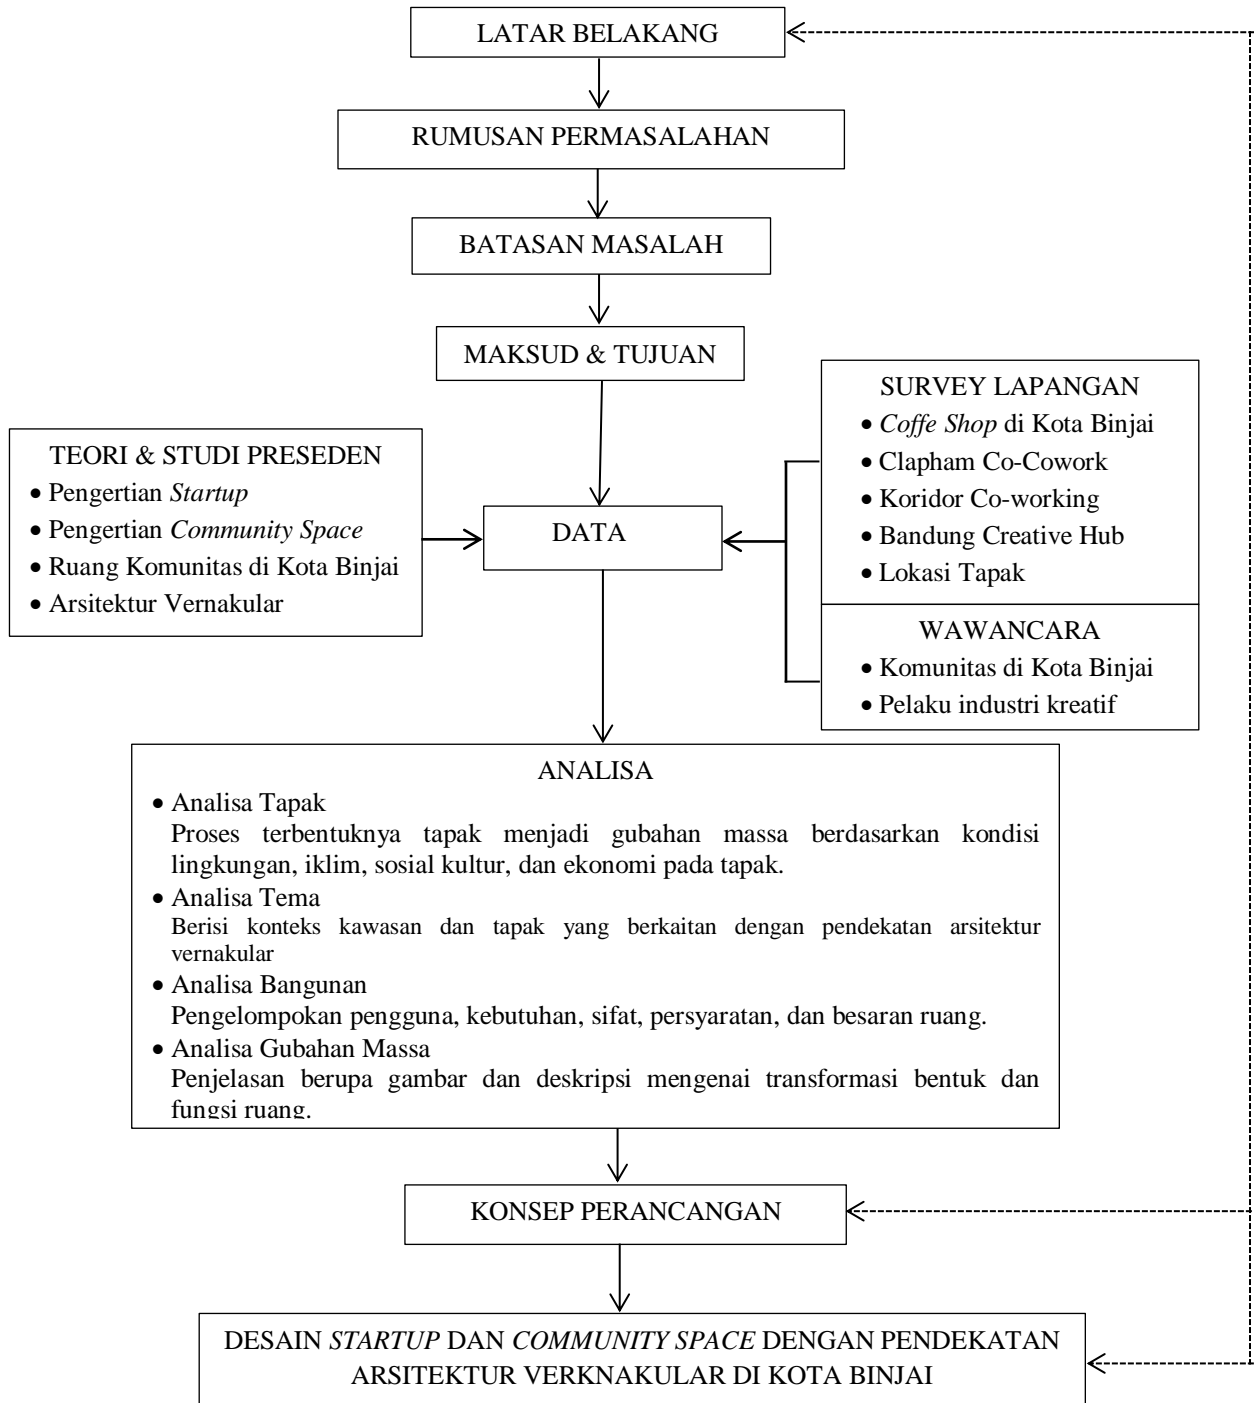 LATAR BELAKANG
RUMUSAN PERMASALAHAN
BATASAN MASALAH
MAKSUD & TUJUAN
TEORI & STUDI PRESEDEN
• Pengertian Startup
• Pengertian Community Space
• Ruang Komunitas di Kota Binjai
• Arsitektur Vernakular
DATA
SURVEY LAPANGAN
• Coffe Shop di Kota Binjai
• Clapham Co-Cowork
• Koridor Co-working
• Bandung Creative Hub
• Lokasi Tapak
WAWANCARA
• Komunitas di Kota Binjai
• Pelaku industri kreatif
ANALISA
• Analisa Tapak
Proses terbentuknya tapak menjadi gubahan massa berdasarkan kondisi
lingkungan, iklim, sosial kultur, dan ekonomi pada tapak.
• Analisa Tema
Berisi konteks kawasan dan tapak yang berkaitan dengan pendekatan arsitektur
vernakular
• Analisa Bangunan
Pengelompokan pengguna, kebutuhan, sifat, persyaratan, dan besaran ruang.
• Analisa Gubahan Massa
Penjelasan berupa gambar dan deskripsi mengenai transformasi bentuk dan
fungsi ruang.
KONSEP PERANCANGAN
DESAIN STARTUP DAN COMMUNITY SPACE DENGAN PENDEKATAN
ARSITEKTUR VERKNAKULAR DI KOTA BINJAI